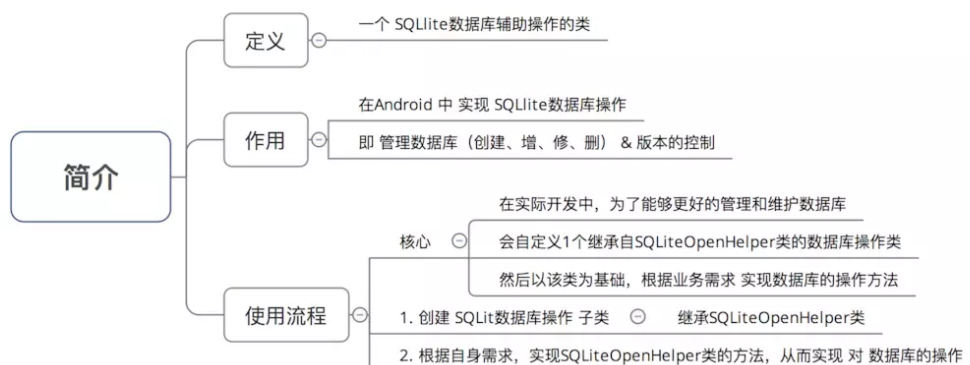 简介
定义
一个 SQLlite数据库辅助操作的类
作用
在Android 中 实现 SQLlite数据库操作
即 管理数据库（创建、增、修、删） & 版本的控制
使用流程
核心
在实际开发中，为了能够更好的管理和维护数据库
会自定义1个继承自SQLiteOpenHelper类的数据库操作类
然后以该类为基础，根据业务需求 实现数据库的操作方法
1. 创建 SQLit数据库操作 子类
继承SQLiteOpenHelper类
2. 根据自身需求，实现SQLiteOpenHelper类的方法，从而实现 对 数据库的操作